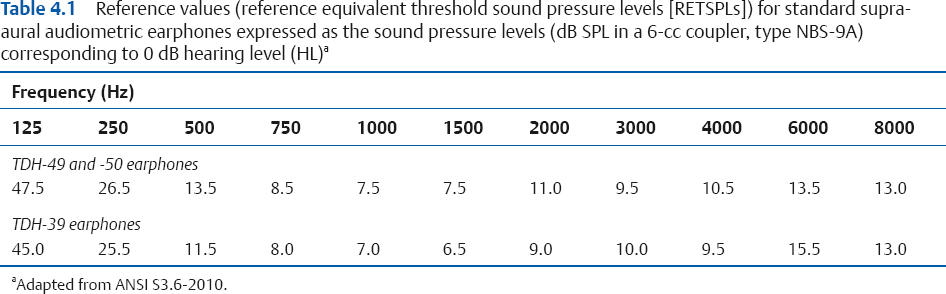 Table 4.1 Reference values (reference equivalent threshold sound pressure levels [RETSPLs]) for standard supra-
aural audiometric earphones expressed as the sound pressure levels (dB SPL in a 6-cc coupler, type NBS-9A)
corresponding to 0 dB hearing level (HL)ª
Frequency (Hz)
125 250 500 750 1000 1500 2000 3000 4000 6000 8000
TDH-49 and -50 earphones
47.5 26.5 13.5 8.5 7.5 7.5 11.0 9.5 10.5 13.5 13.0
TDH-39 earphones
45.0 25.5 11.5 8.0 7.0 6.5 9.0 10.0 9.5 15.5 13.0
ªAdapted from ANSI S3.6-2010.